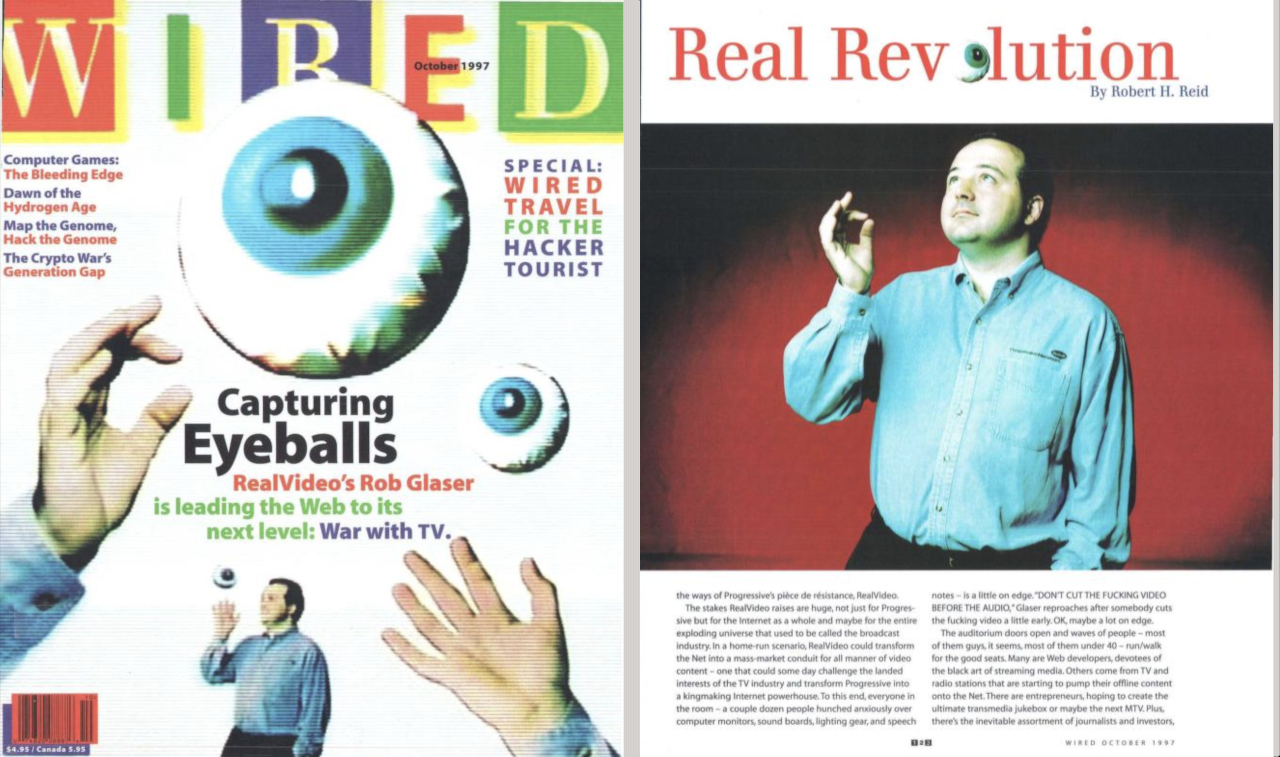 WIRED
October 1997
Computer Games:
The Bleeding Edge
Dawn of the
Hydrogen Age
Map the Genome,
Hack the Genome
The Crypto War's
Generation Gap
SPECIAL:
WIRED
TRAVEL
FOR THE
HACKER
TOURIST
Capturing
Eyeballs
RealVideo's Rob Glaser
is leading the Web to its
next level: War with TV.
$4.95 / Canada 5.95
Real Revolution
By Robert H. Reid
the ways of Progressive's pièce de résistance, RealVideo.
The stakes RealVideo raises are huge, not just for Progres-
sive but for the Internet as a whole and maybe for the entire
exploding universe that used to be called the broadcast
industry. In a home-run scenario, RealVideo could transform
the Net into a mass-market conduit for all manner of video
content – one that could some day challenge the landed
interests of the TV industry and transform Progressive into
a kingmaking Internet powerhouse. To this end, everyone in
the room – a couple dozen people hunched anxiously over
computer monitors, sound boards, lighting gear, and speech
notes – is a little on edge. "DON'T CUT THE FUCKING VIDEO
BEFORE THE AUDIO," Glaser reproaches after somebody cuts
the fucking video a little early. OK, maybe a lot on edge.
The auditorium doors open and waves of people – most
of them guys, it seems, most of them under 40 – run/walk
for the good seats. Many are Web developers, devotees of
the black art of streaming media. Others come from TV and
radio stations that are starting to pump their offline content
onto the Net. There are entrepreneurs, hoping to create the
ultimate transmedia jukebox or maybe the next MTV. Plus,
there's the inevitable assortment of journalists and investors,
WIRED OCTOBER 1997